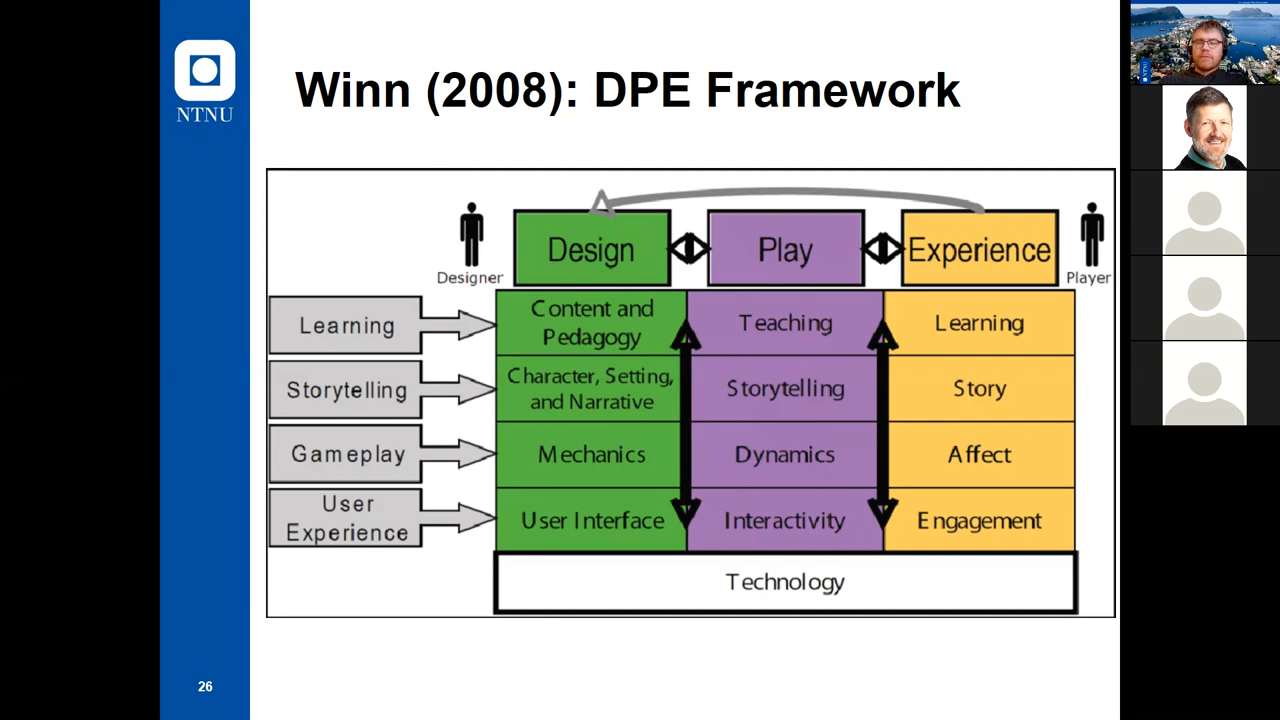 NTNU
Winn (2008): DPE Framework
Designer
Design
Play
Experience
Player
Learning
Content and
Pedagogy
Teaching
Learning
Storytelling
Character, Setting,
and Narrative
Storytelling
Story
Gameplay
Mechanics
Dynamics
Affect
User
Experience
User Interface
Interactivity
Engagement
Technology
26
NTNU